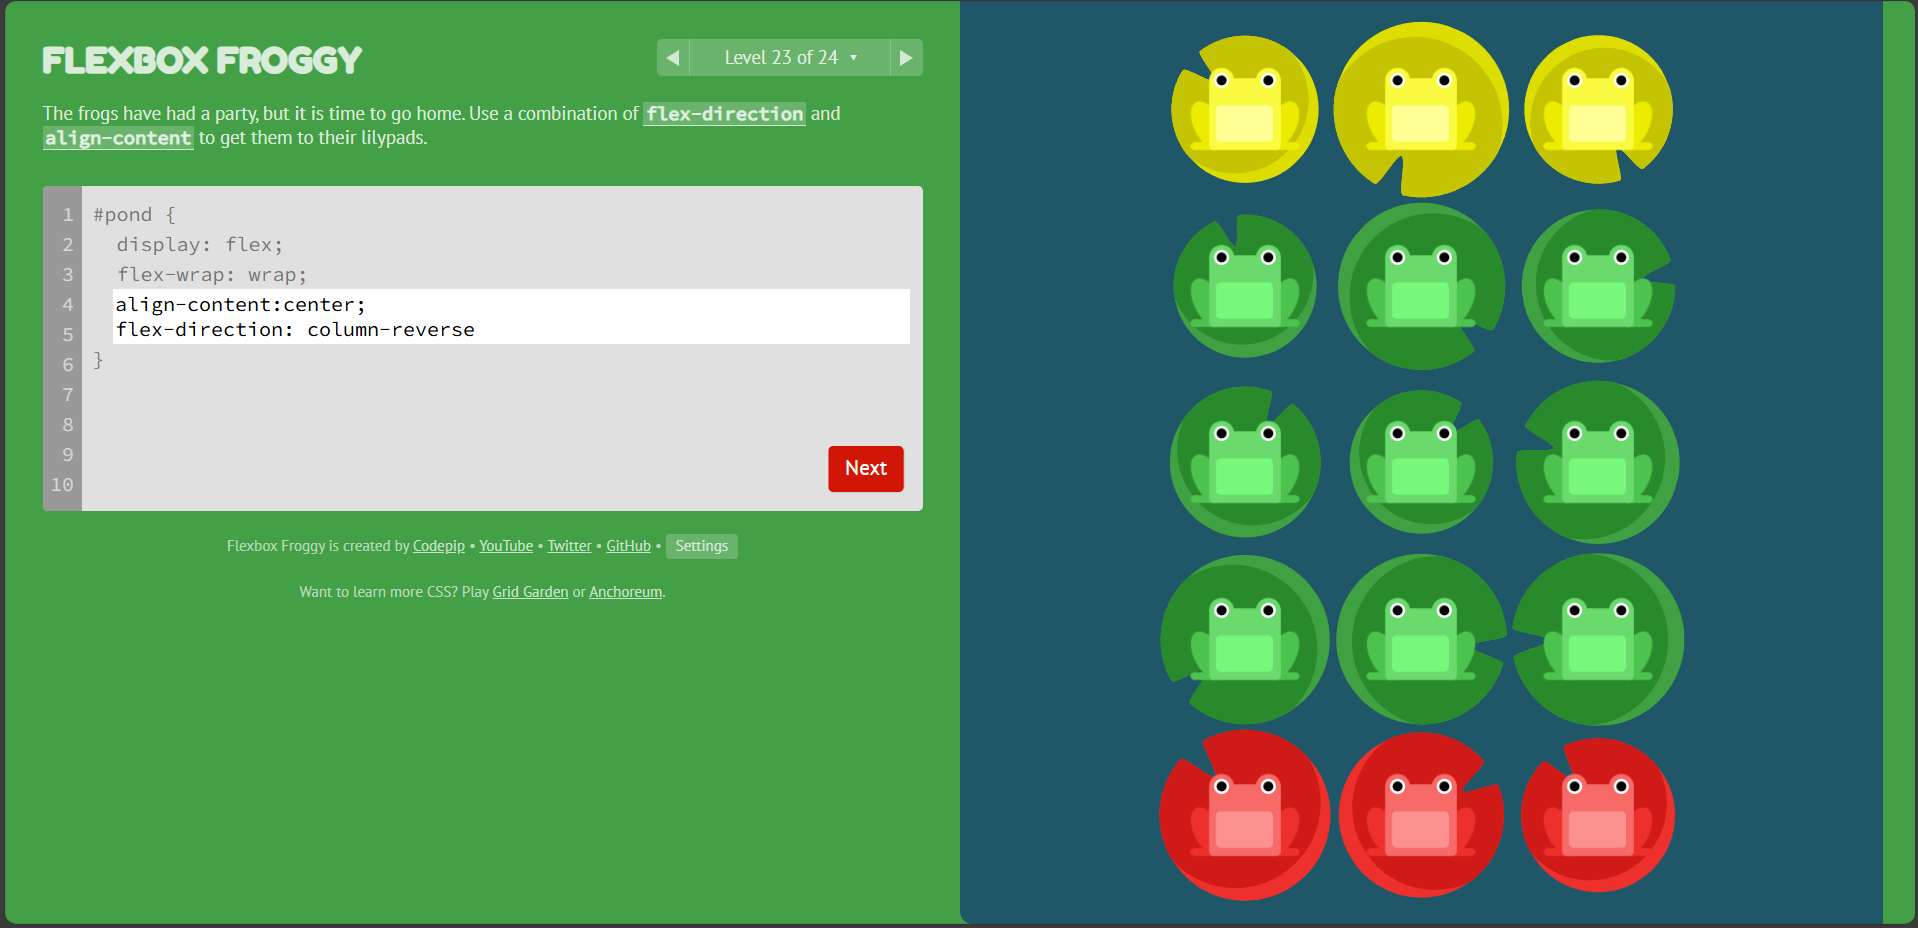 FLEXBOX FROGGY
◀ Level 23 of 24 ▾ ▶
The frogs have had a party, but it is time to go home. Use a combination of flex-direction and
align-content to get them to their lilypads.
1 #pond {
2 display: flex;
3 flex-wrap: wrap;
4 align-content:center;
5 flex-direction: column-reverse
6 }
7
8
9
10
Next
Flexbox Froggy is created by Codepip • YouTube • Twitter • GitHub • Settings
Want to learn more CSS? Play Grid Garden or Anchoreum.